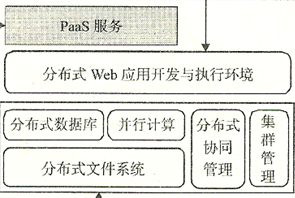 PaaS 服务
分布式 Web 应用开发与执行环境
分布式数据库
并行计算
分布式文件系统
分布式
协同
管理
集
群
管
理